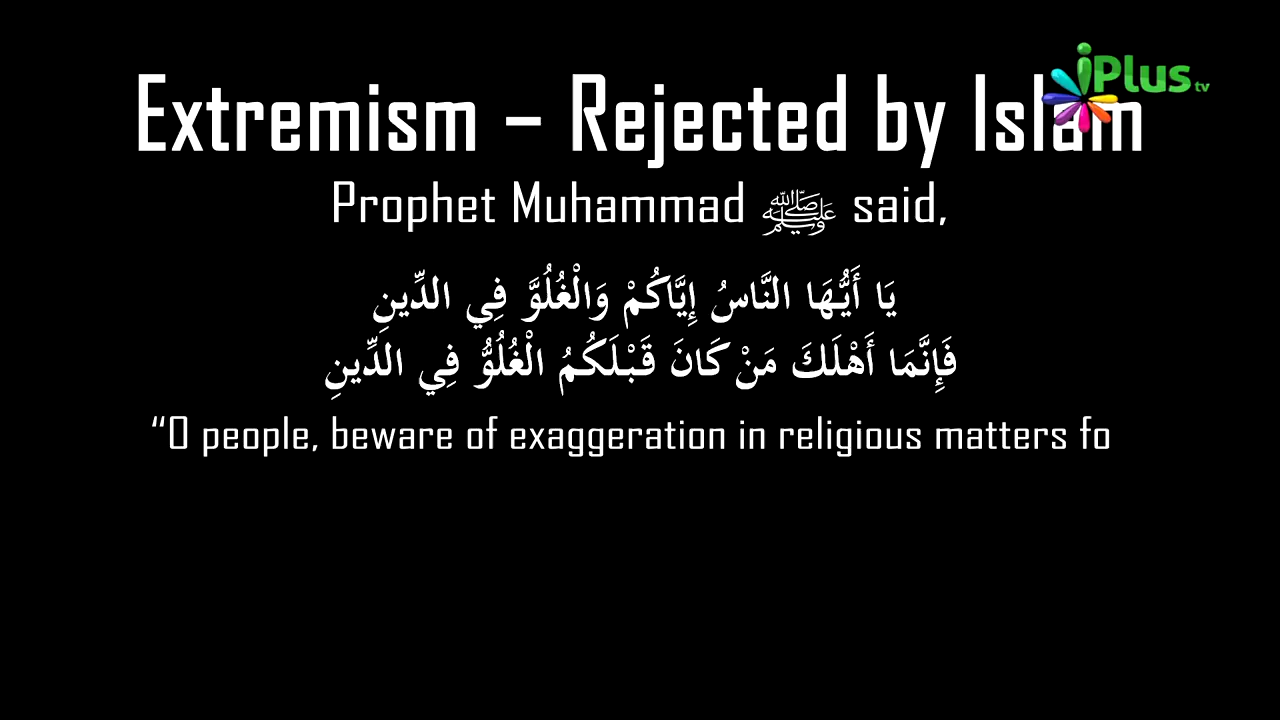 iPlus tv
Extremism – Rejected by Islam
Prophet Muhammad ﷺ said,
يَا أَيُّهَا النَّاسُ إِيَّاكُمْ وَالْغُلُوَّ فِي الدِّينِ
فَإِنَّمَا أَهْلَكَ مَنْ كَانَ قَبْلَكُمُ الْغُلُوُّ فِي الدِّينِ
“O people, beware of exaggeration in religious matters fo